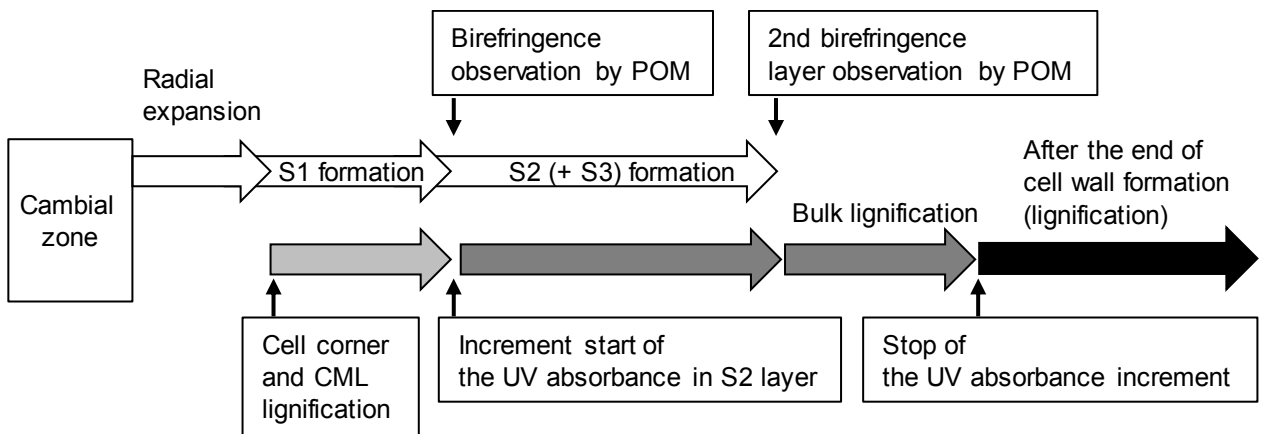 Birefringence
observation by POM
2nd birefringence
layer observation by POM
Radial
expansion
Cambial
zone
S1 formation
S2 (+ S3) formation
After the end of
cell wall formation
(lignification)
Bulk lignification
Cell corner
and CML
lignification
Increment start of
the UV absorbance in S2 layer
Stop of
the UV absorbance increment